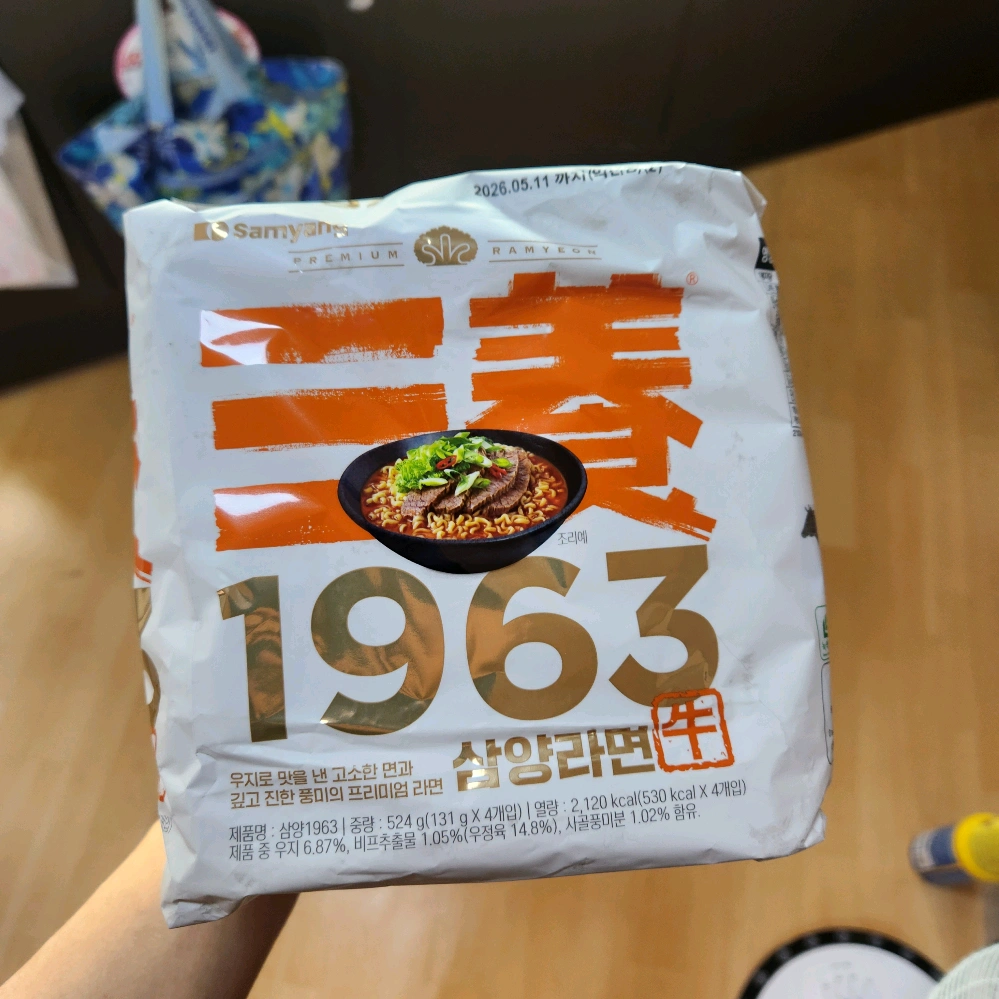 2026.05.11 까지
Samyang
PREMIUM RAMYEON
三養®
조리예
1963
삼양라면 牛
우지로 맛을 낸 고소한 면과
깊고 진한 풍미의 프리미엄 라면
제품명 : 삼양1963 | 중량 : 524 g(131 g X 4개입) | 열량 : 2,120 kcal(530 kcal X 4개입)
제품 중 우지 6.87%, 비프추출물 1.05%(우정육 14.8%), 사골풍미분 1.02% 함유.